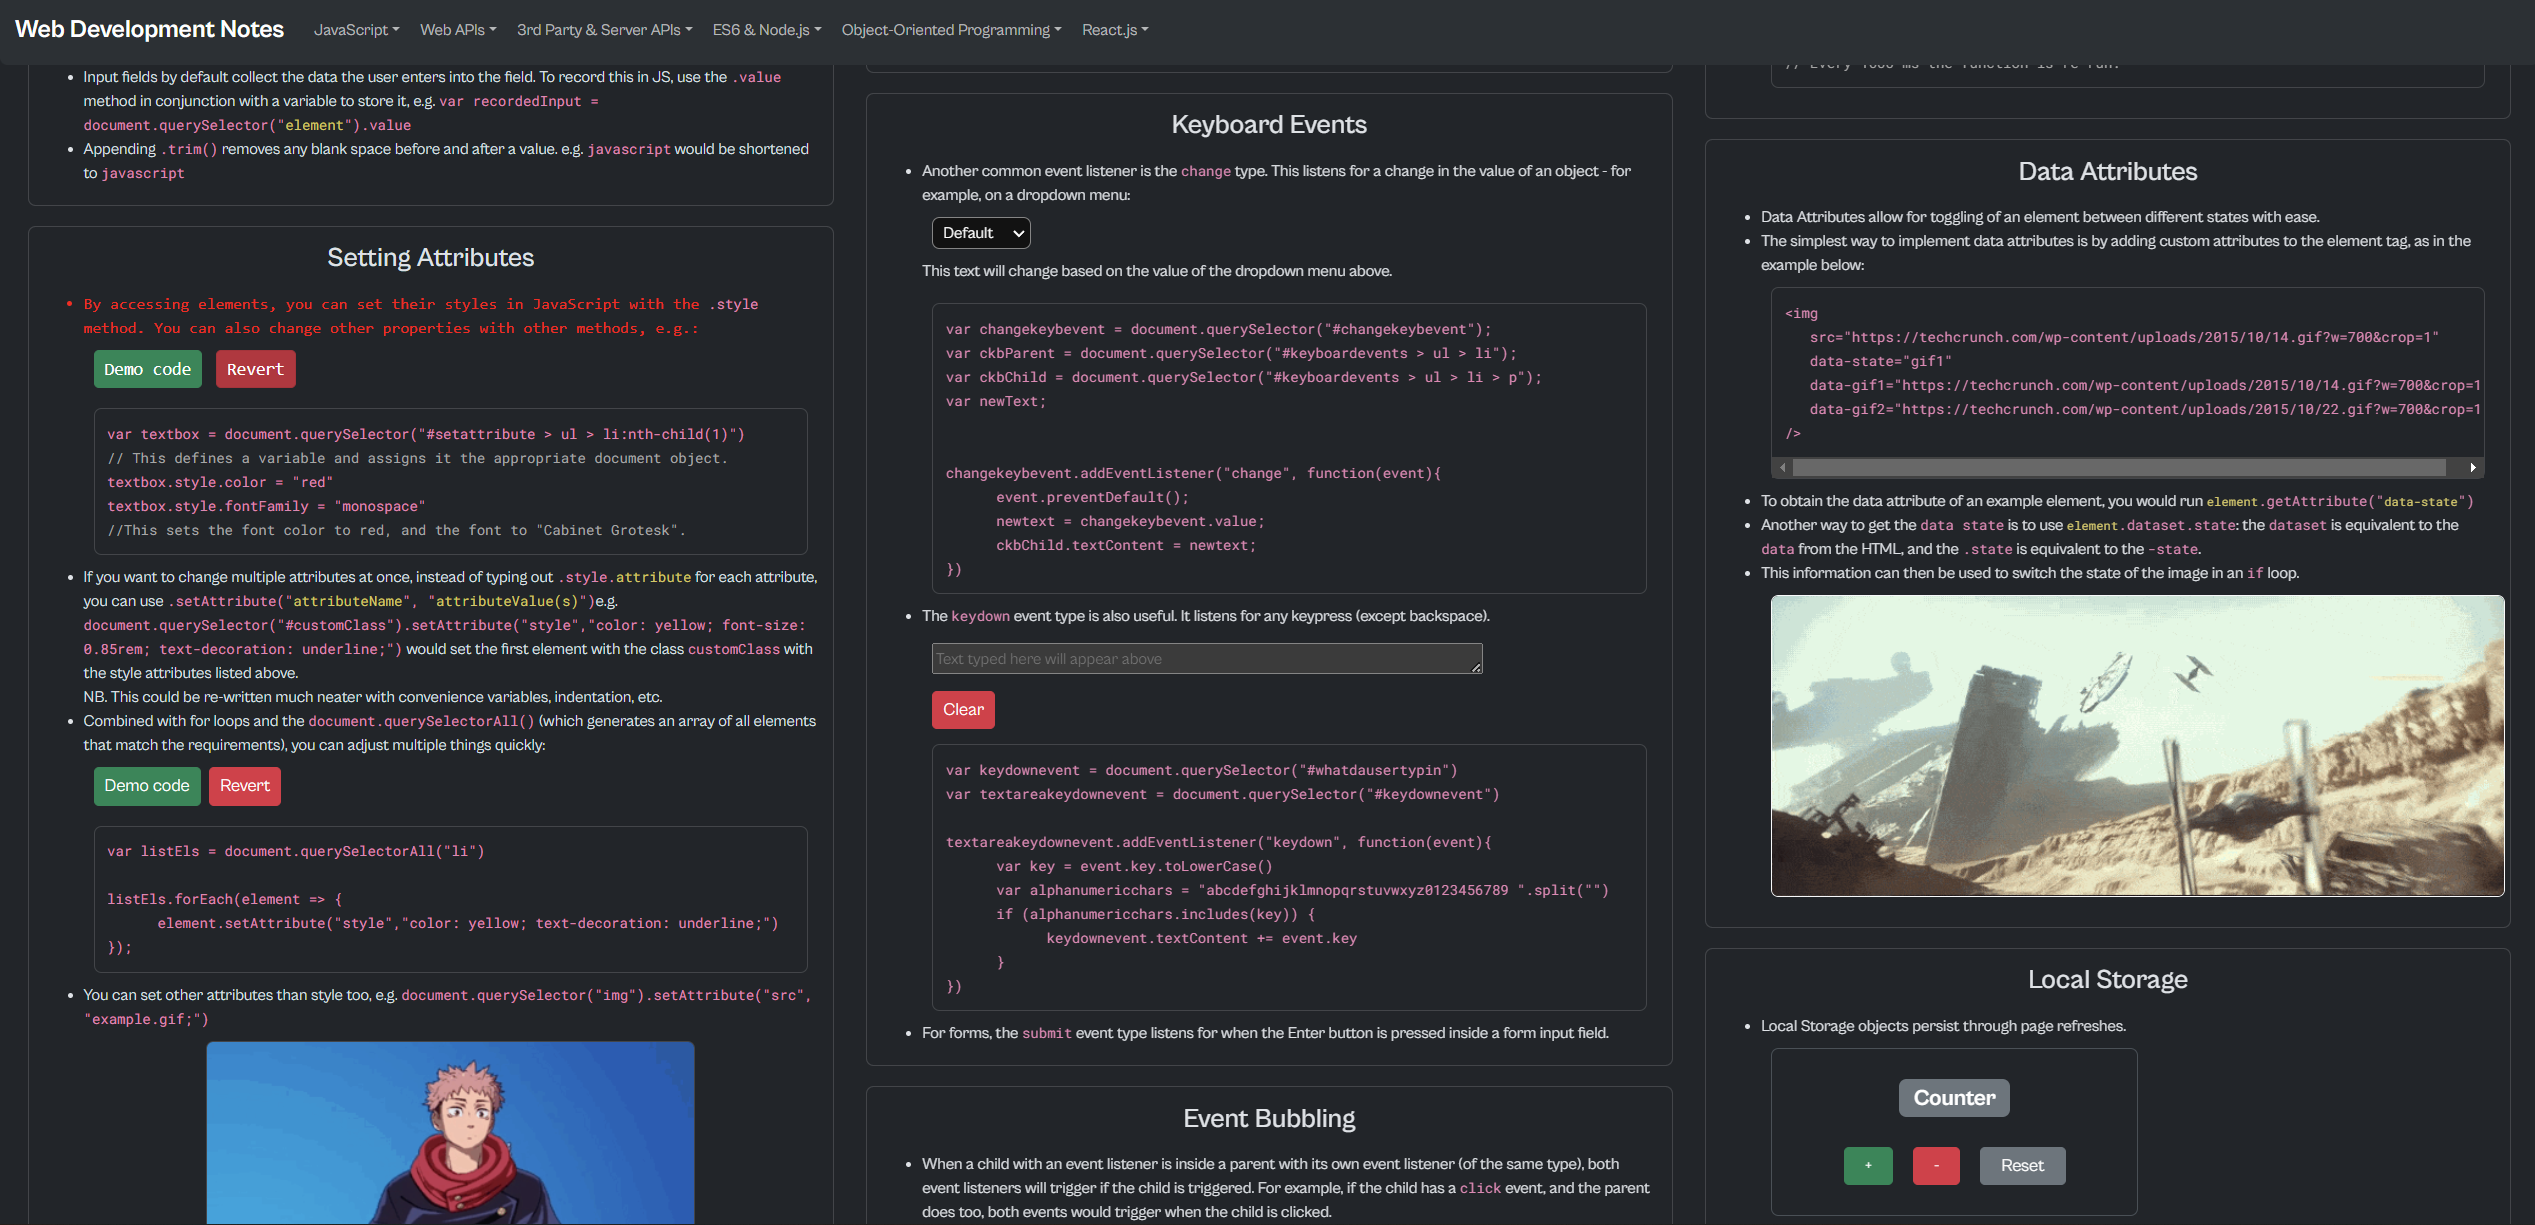 Web Development Notes
JavaScript
Web APIs
3rd Party & Server APIs
ES6 & Node.js
Object-Oriented Programming
React.js
Input fields by default collect the data the user enters into the field. To record this in JS, use the .value
method in conjunction with a variable to store it, e.g. var recordedInput =
document.querySelector("element").value
Appending .trim() removes any blank space before and after a value. e.g. javascript would be shortened
to javascript
Setting Attributes
By accessing elements, you can set their styles in JavaScript with the .style
method. You can also change other properties with other methods, e.g.:
Demo code
Revert
var textbox = document.querySelector("#setattribute > ul > li:nth-child(1)")
// This defines a variable and assigns it the appropriate document object.
textbox.style.color = "red"
textbox.style.fontFamily = "monospace"
//This sets the font color to red, and the font to "Cabinet Grotesk".
If you want to change multiple attributes at once, instead of typing out .style.attribute for each attribute,
you can use .setAttribute("attributeName", "attributeValue(s)")e.g.
document.querySelector("#customClass").setAttribute("style","color: yellow; font-size:
0.85rem; text-decoration: underline;") would set the first element with the class customClass with
the style attributes listed above.
NB. This could be re-written much neater with convenience variables, indentation, etc.
Combined with for loops and the document.querySelectorAll() (which generates an array of all elements
that match the requirements), you can adjust multiple things quickly:
Demo code
Revert
var listEls = document.querySelectorAll("li")
listEls.forEach(element => {
element.setAttribute("style","color: yellow; text-decoration: underline;")
});
You can set other attributes than style too, e.g. document.querySelector("img").setAttribute("src",
"example.gif;")
Keyboard Events
Another common event listener is the change type. This listens for a change in the value of an object - for
example, on a dropdown menu:
Default
This text will change based on the value of the dropdown menu above.
var changekeybevent = document.querySelector("#changekeybevent");
var ckbParent = document.querySelector("#keyboardevents > ul > li");
var ckbChild = document.querySelector("#keyboardevents > ul > li > p");
var newText;
changekeybevent.addEventListener("change", function(event){
event.preventDefault();
newtext = changekeybevent.value;
ckbChild.textContent = newtext;
})
The keydown event type is also useful. It listens for any keypress (except backspace).
Text typed here will appear above
Clear
var keydownevent = document.querySelector("#whatdausertypin")
var textareakeydownevent = document.querySelector("#keydownevent")
textareakeydownevent.addEventListener("keydown", function(event){
var key = event.key.toLowerCase()
var alphanumericchars = "abcdefghijklmnopqrstuvwxyz0123456789 ".split("")
if (alphanumericchars.includes(key)) {
keydownevent.textContent += event.key
}
})
For forms, the submit event type listens for when the Enter button is pressed inside a form input field.
Event Bubbling
When a child with an event listener is inside a parent with its own event listener (of the same type), both
event listeners will trigger if the child is triggered. For example, if the child has a click event, and the parent
does too, both events would trigger when the child is clicked.
// Every 1000 ms the function is re-run.
Data Attributes
Data Attributes allow for toggling of an element between different states with ease.
The simplest way to implement data attributes is by adding custom attributes to the element tag, as in the
example below:
<img
src="https://techcrunch.com/wp-content/uploads/2015/10/14.gif?w=700&crop=1"
data-state="gif1"
data-gif1="https://techcrunch.com/wp-content/uploads/2015/10/14.gif?w=700&crop=1
data-gif2="https://techcrunch.com/wp-content/uploads/2015/10/22.gif?w=700&crop=1
/>
To obtain the data attribute of an example element, you would run element.getAttribute("data-state")
Another way to get the data state is to use element.dataset.state: the dataset is equivalent to the
data from the HTML, and the .state is equivalent to the -state.
This information can then be used to switch the state of the image in an if loop.
Local Storage
Local Storage objects persist through page refreshes.
Counter
+
-
Reset